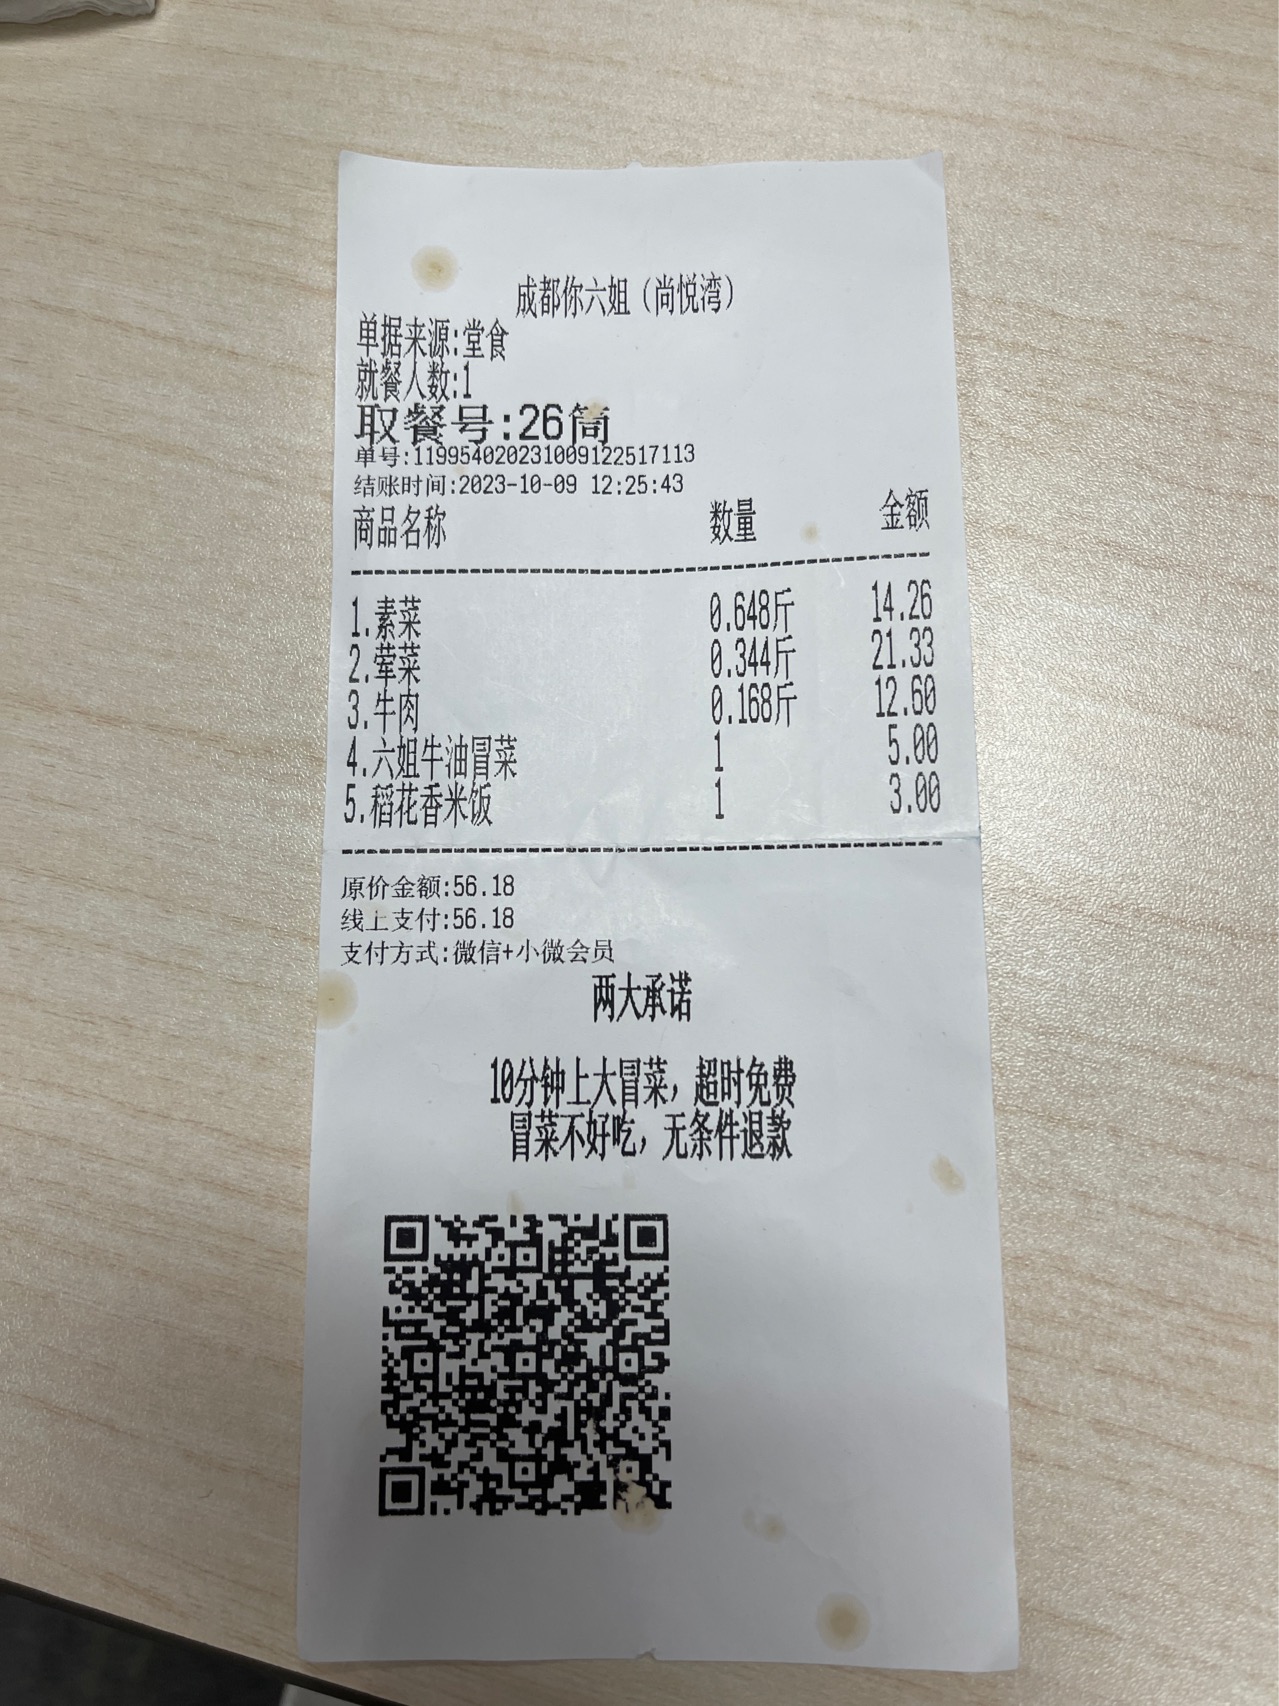 成都你六姐（尚悦湾）
单据来源:堂食
就餐人数:1
取餐号:26筒
单号:11995402023100912251​7113
结账时间:2023-10-09 12:25:43
商品名称 数量 金额
1.素菜 0.648斤 14.26
2.荤菜 0.344斤 21.33
3.牛肉 0.168斤 12.60
4.六姐牛油冒菜 1 5.00
5.稻花香米饭 1 3.00
原价金额:56.18
线上支付:56.18
支付方式:微信+小微会员
两大承诺
10分钟上大冒菜，超时免费
冒菜不好吃，无条件退款